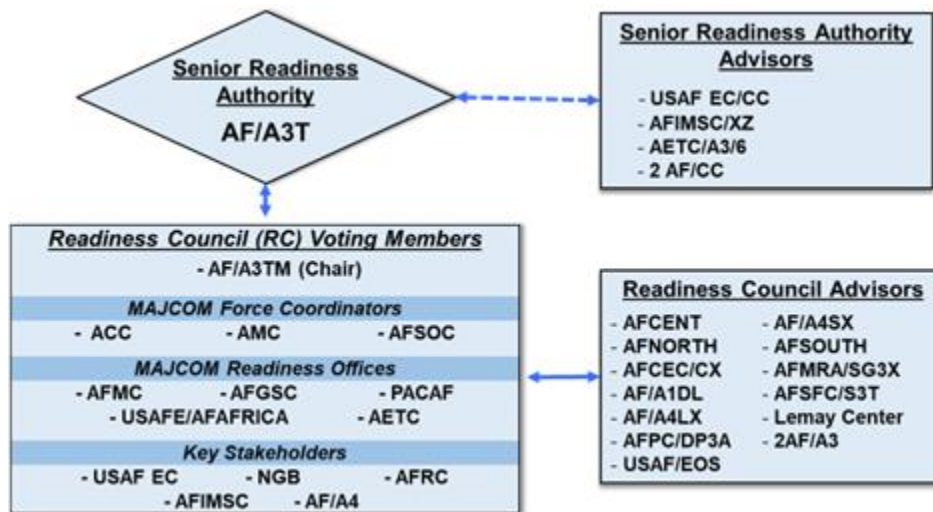 Senior Readiness
Authority
AF/A3T
Senior Readiness Authority
Advisors
- USAF EC/CC
- AFIMSC/XZ
- AETC/A3/6
- 2 AF/CC
Readiness Council (RC) Voting Members
- AF/A3TM (Chair)
MAJCOM Force Coordinators
- ACC - AMC - AFSOC
MAJCOM Readiness Offices
- AFMC - AFGSC - PACAF
- USAFE/AFAFRICA - AETC
Key Stakeholders
- USAF EC - NGB - AFRC
- AFIMSC - AF/A4
Readiness Council Advisors
- AFCENT - AF/A4SX
- AFNORTH - AFSOUTH
- AFCEC/CX - AFMRA/SG3X
- AF/A1DL - AFSFC/S3T
- AF/A4LX - Lemay Center
- AFPC/DP3A - 2AF/A3
- USAF/EOS